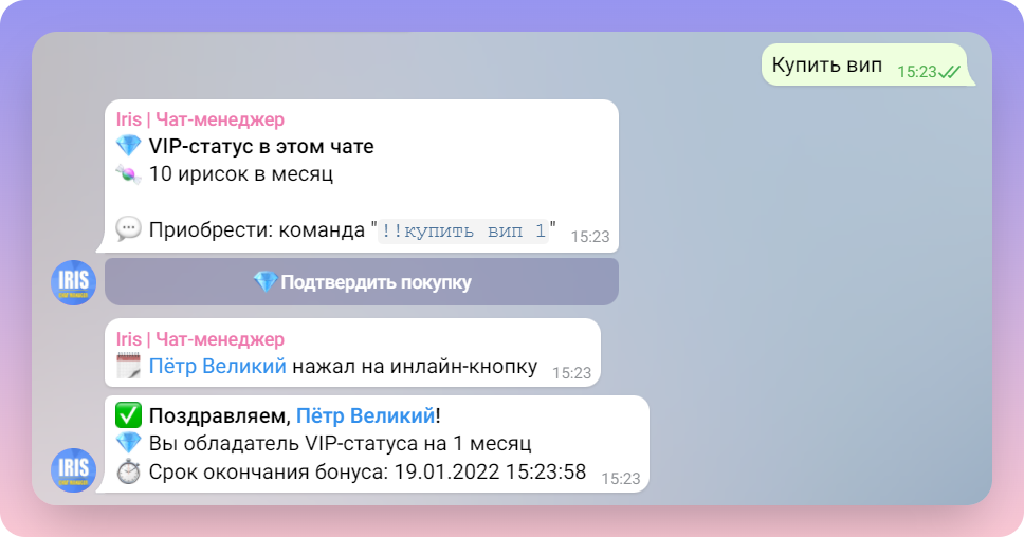 Купить вип
15:23
Iris | Чат-менеджер
VIP-статус в этом чате
10 ирисок в месяц
Приобрести: команда "!!купить вип 1"
15:23
IRIS
Подтвердить покупку
Iris | Чат-менеджер
Пётр Великий нажал на инлайн-кнопку
15:23
Поздравляем, Пётр Великий!
Вы обладатель VIP-статуса на 1 месяц
IRIS
Срок окончания бонуса: 19.01.2022 15:23:58
15:23